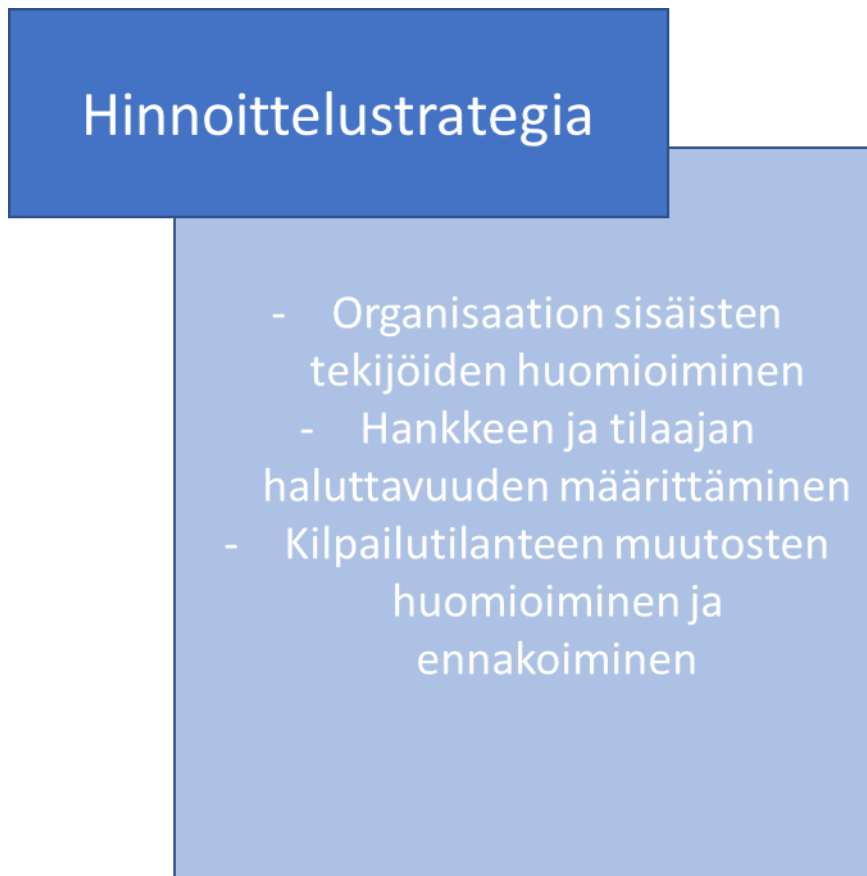 Hinnoittelustrategia
- Organisaation sisäisten
tekijöiden huomioiminen
- Hankkeen ja tilaajan
haluttavuuden määrittäminen
- Kilpailutilanteen muutosten
huomioiminen ja
ennakoiminen